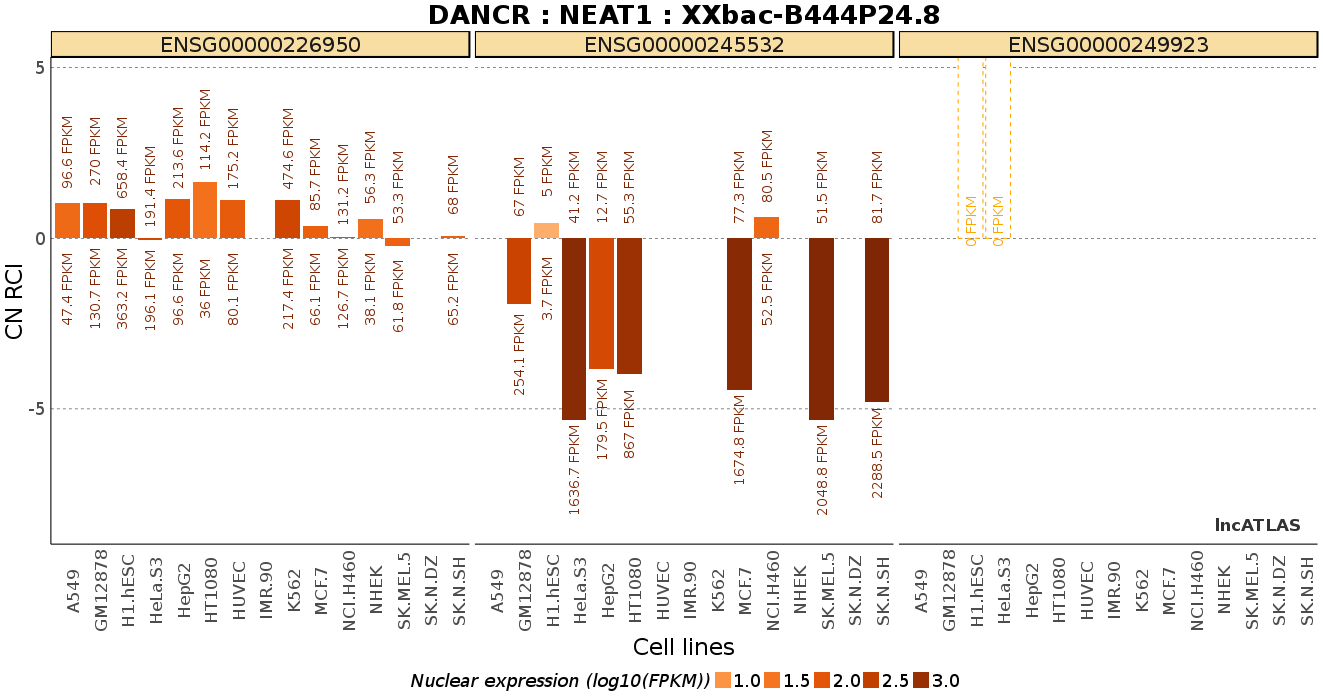 DANCR : NEAT1 : XXbac-B444P24.8
ENSG00000226950
ENSG00000245532
ENSG00000249923
CN RCI
5
0
-5
96.6 FPKM
270 FPKM
658.4 FPKM
191.4 FPKM
213.6 FPKM
114.2 FPKM
175.2 FPKM
474.6 FPKM
85.7 FPKM
131.2 FPKM
56.3 FPKM
53.3 FPKM
68 FPKM
47.4 FPKM
130.7 FPKM
363.2 FPKM
196.1 FPKM
96.6 FPKM
36 FPKM
80.1 FPKM
217.4 FPKM
66.1 FPKM
126.7 FPKM
38.1 FPKM
61.8 FPKM
65.2 FPKM
67 FPKM
5 FPKM
41.2 FPKM
12.7 FPKM
55.3 FPKM
77.3 FPKM
80.5 FPKM
51.5 FPKM
81.7 FPKM
254.1 FPKM
3.7 FPKM
1636.7 FPKM
179.5 FPKM
867 FPKM
1674.8 FPKM
52.5 FPKM
2048.8 FPKM
2288.5 FPKM
0 FPKM
0 FPKM
lncATLAS
A549
GM12878
H1.hESC
HeLa.S3
HepG2
HT1080
HUVEC
IMR.90
K562
MCF.7
NCI.H460
NHEK
SK.MEL.5
SK.N.DZ
SK.N.SH
A549
GM12878
H1.hESC
HeLa.S3
HepG2
HT1080
HUVEC
IMR.90
K562
MCF.7
NCI.H460
NHEK
SK.MEL.5
SK.N.DZ
SK.N.SH
A549
GM12878
H1.hESC
HeLa.S3
HepG2
HT1080
HUVEC
IMR.90
K562
MCF.7
NCI.H460
NHEK
SK.MEL.5
SK.N.DZ
SK.N.SH
Cell lines
Nuclear expression (log10(FPKM)) 1.0 1.5 2.0 2.5 3.0